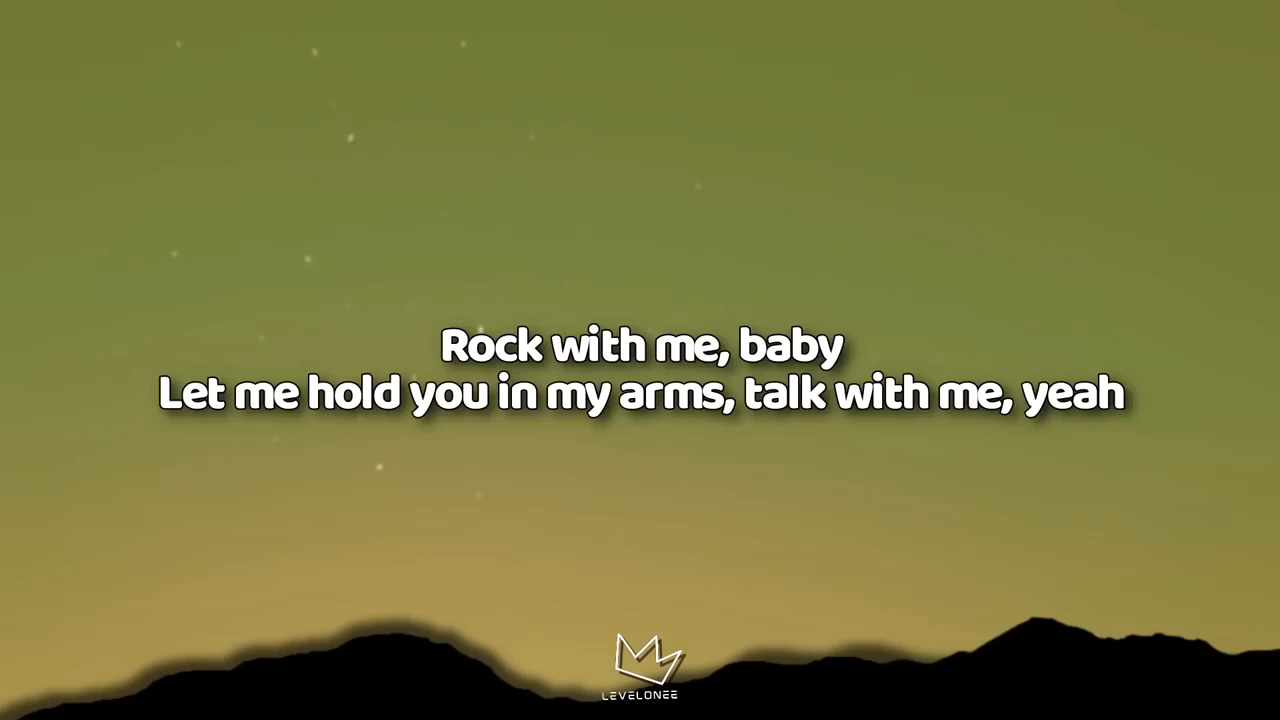 Rock with me, baby
Let me hold you in my arms, talk with me, yeah
LEVELONEE